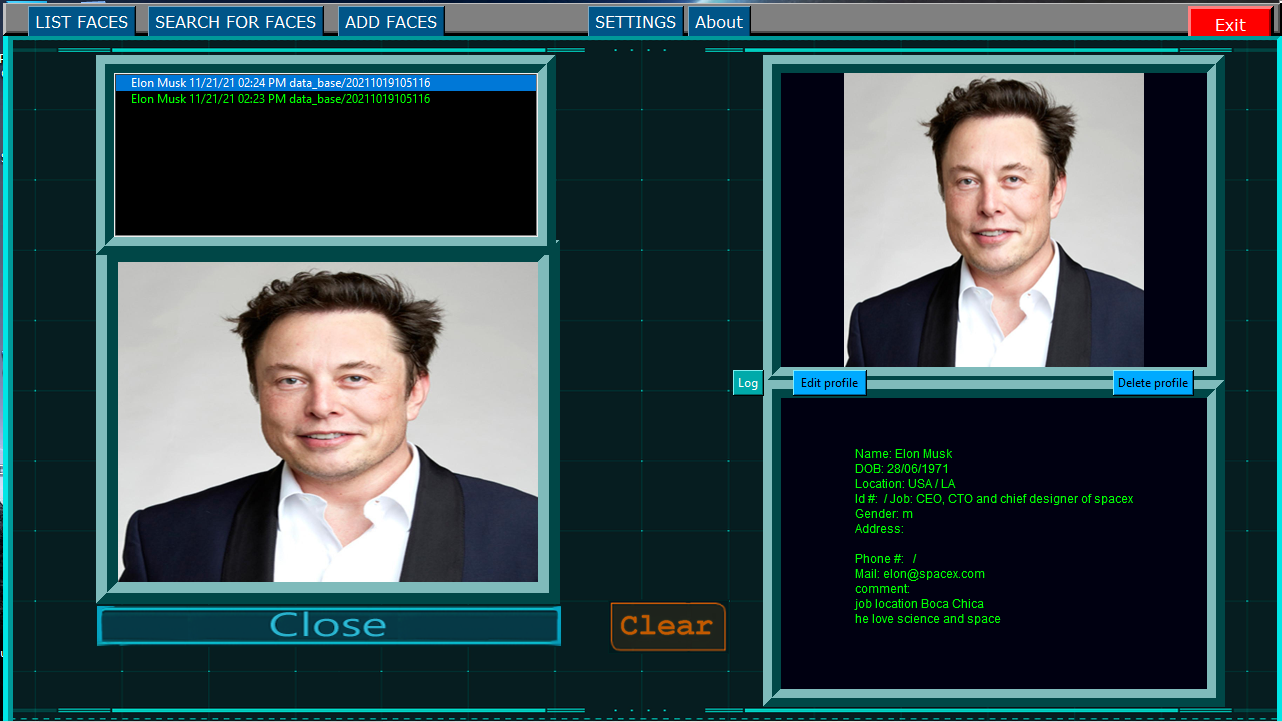 LIST FACES
SEARCH FOR FACES
ADD FACES
SETTINGS
About
Exit
Elon Musk 11/21/21 02:24 PM data_base/20211019105116
Elon Musk 11/21/21 02:23 PM data_base/20211019105116
Log
Edit profile
Delete profile
Name: Elon Musk
DOB: 28/06/1971
Location: USA / LA
Id #:  / Job: CEO, CTO and chief designer of spacex
Gender: m
Address:
Phone #:  /
Mail: elon@spacex.com
comment:
job location Boca Chica
he love science and space
Close
Clear